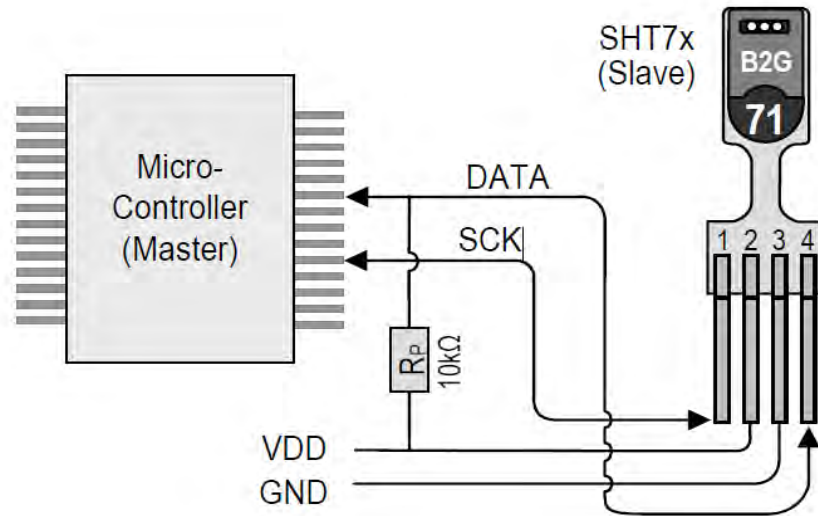 SHT7x
(Slave)
B2G
71
Micro-
Controller
(Master)
DATA
SCK
1 2 3 4
RP
10kΩ
VDD
GND